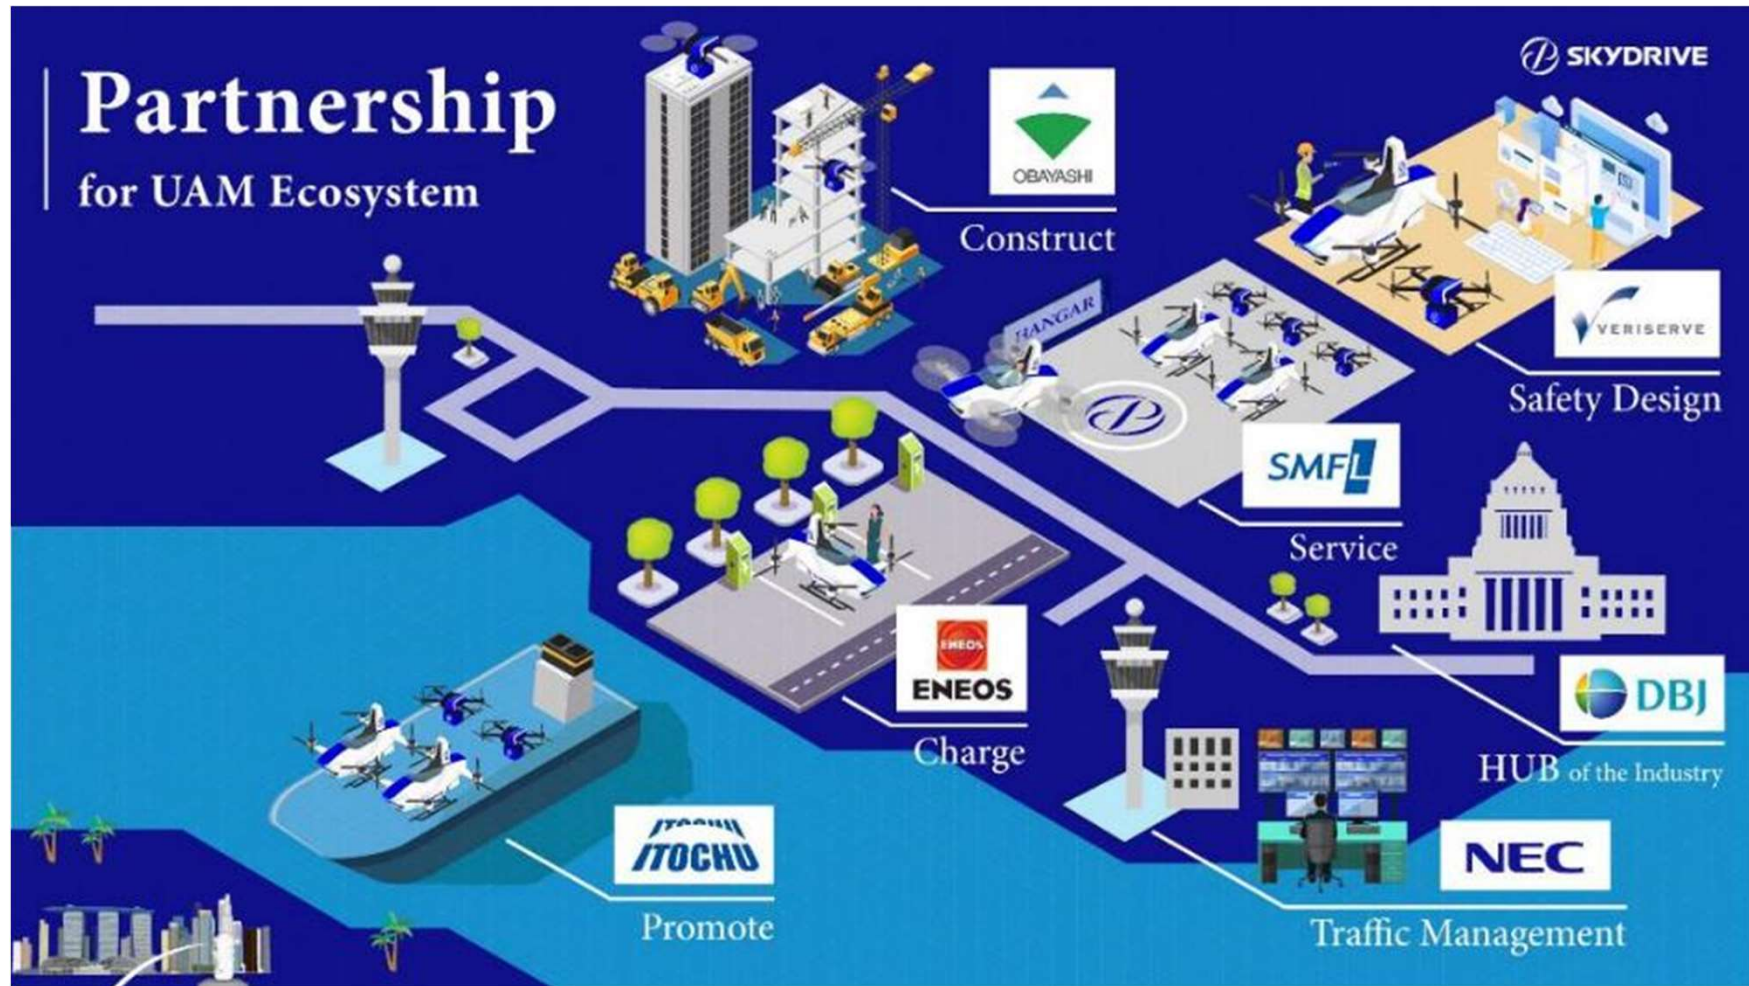 Partnership
for UAM Ecosystem
SKYDRIVE
OBAYASHI
Construct
HANGAR
VERISERVE
Safety Design
SMFL
Service
ENEOS
ENEOS
Charge
DBJ
HUB of the Industry
ITOCHU
ITOCHU
Promote
NEC
Traffic Management